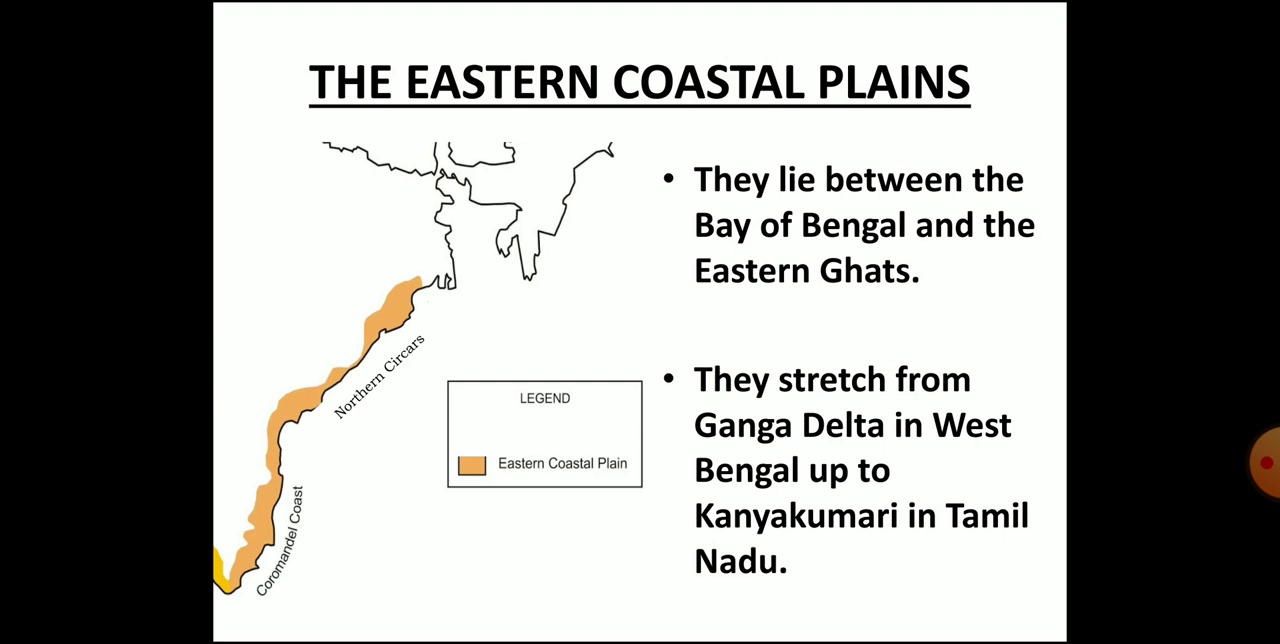 THE EASTERN COASTAL PLAINS
• They lie between the
Bay of Bengal and the
Eastern Ghats.
Northern Circars
LEGEND
Eastern Coastal Plain
• They stretch from
Ganga Delta in West
Bengal up to
Kanyakumari in Tamil
Nadu.
Coromandel Coast